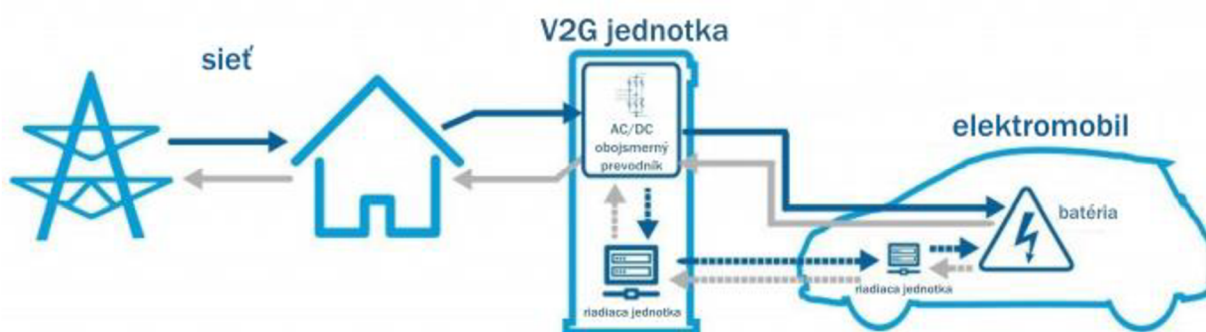 V2G jednotka
sieť
AC/DC
obojsmerný
prevodník
elektromobil
batéria
riadiaca jednotka
riadiaca jednotka